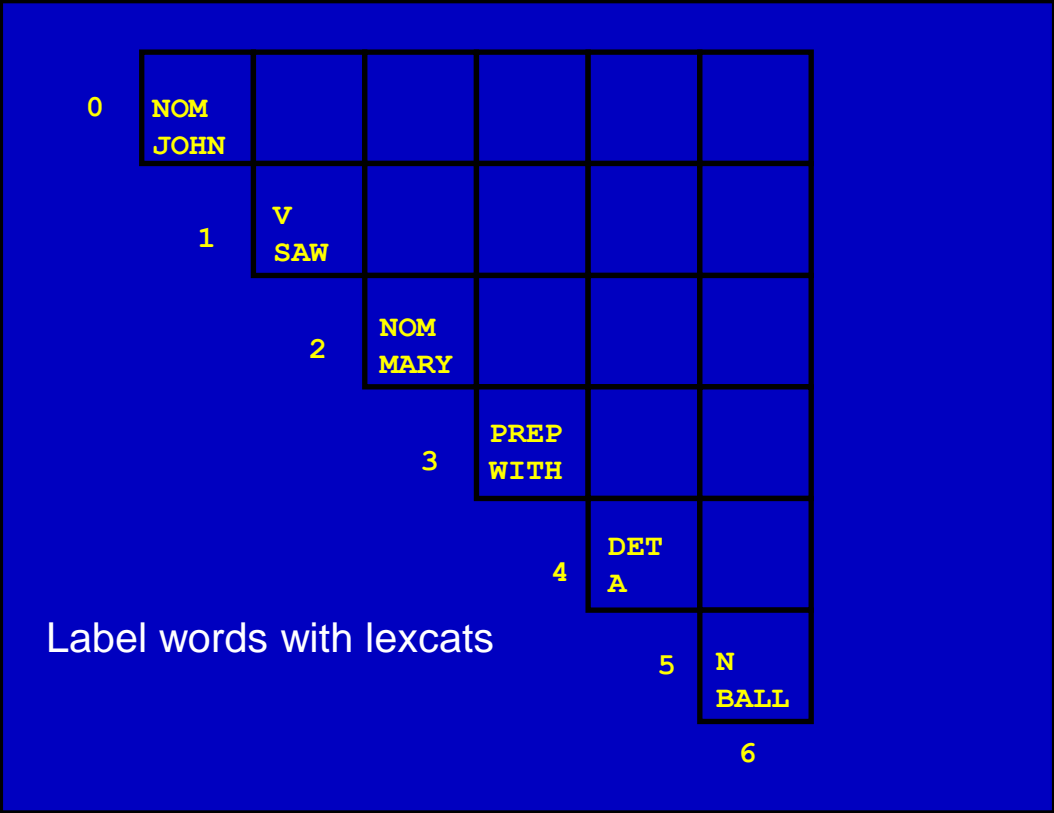 0
NOM
JOHN
1
V
SAW
2
NOM
MARY
3
PREP
WITH
4
DET
A
Label words with lexcats
5
N
BALL
6